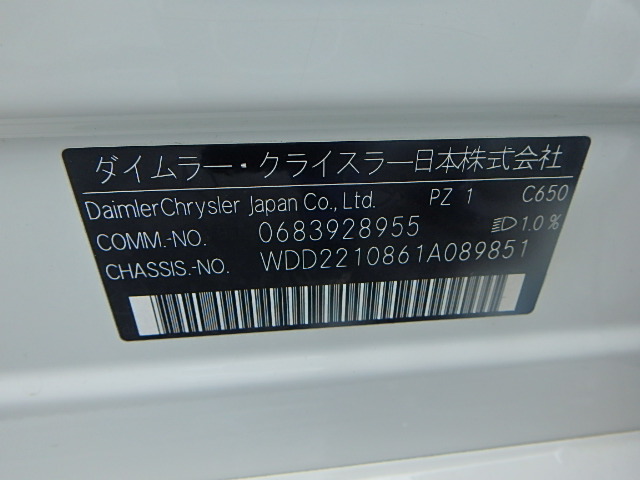 ダイムラー・クライスラー日本株式会社
DaimlerChrysler Japan Co., Ltd. PZ 1 C650
COMM.-NO. 0683928955 1.0 %
CHASSIS.-NO. WDD2210861A089851